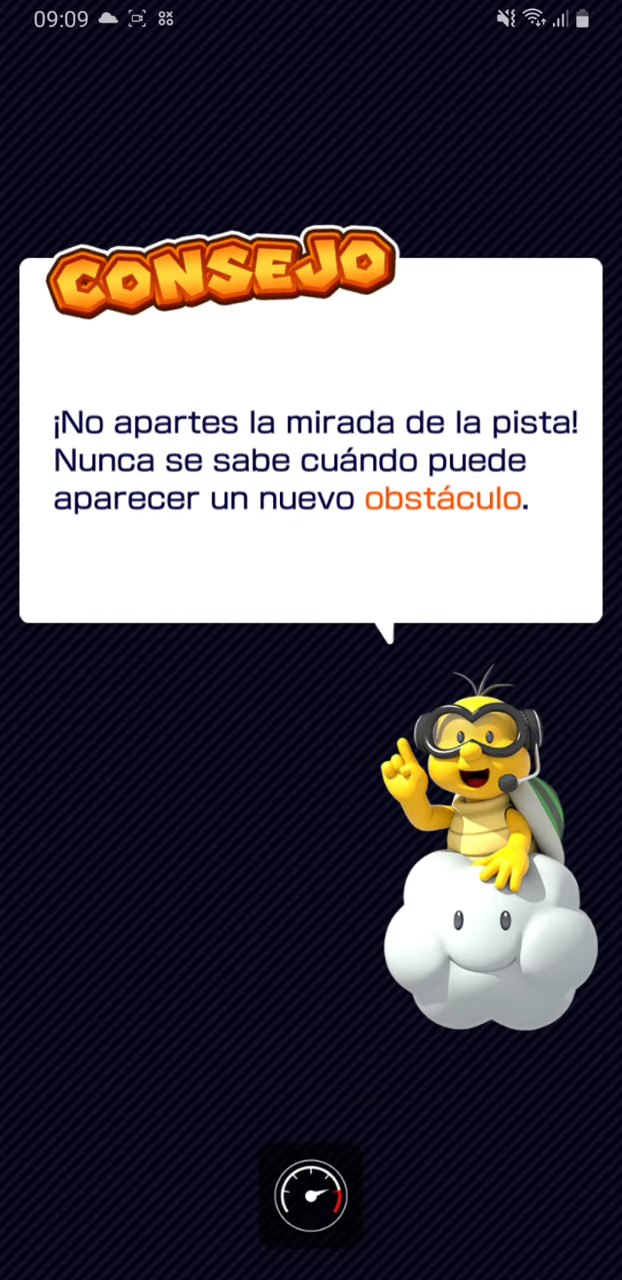 09:09
CONSEJO
¡No apartes la mirada de la pista!
Nunca se sabe cuándo puede
aparecer un nuevo obstáculo.